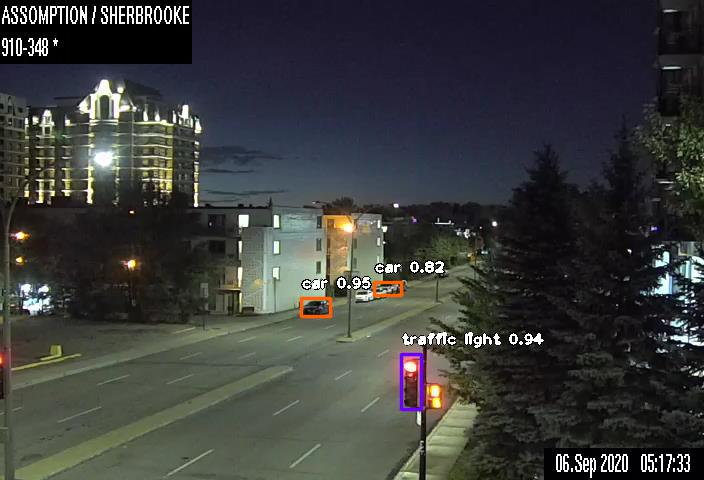 ASSOMPTION / SHERBROOKE
910-348 *
car 0.82
car 0.95
traffic light 0.94
06.Sep 2020 05:17:33